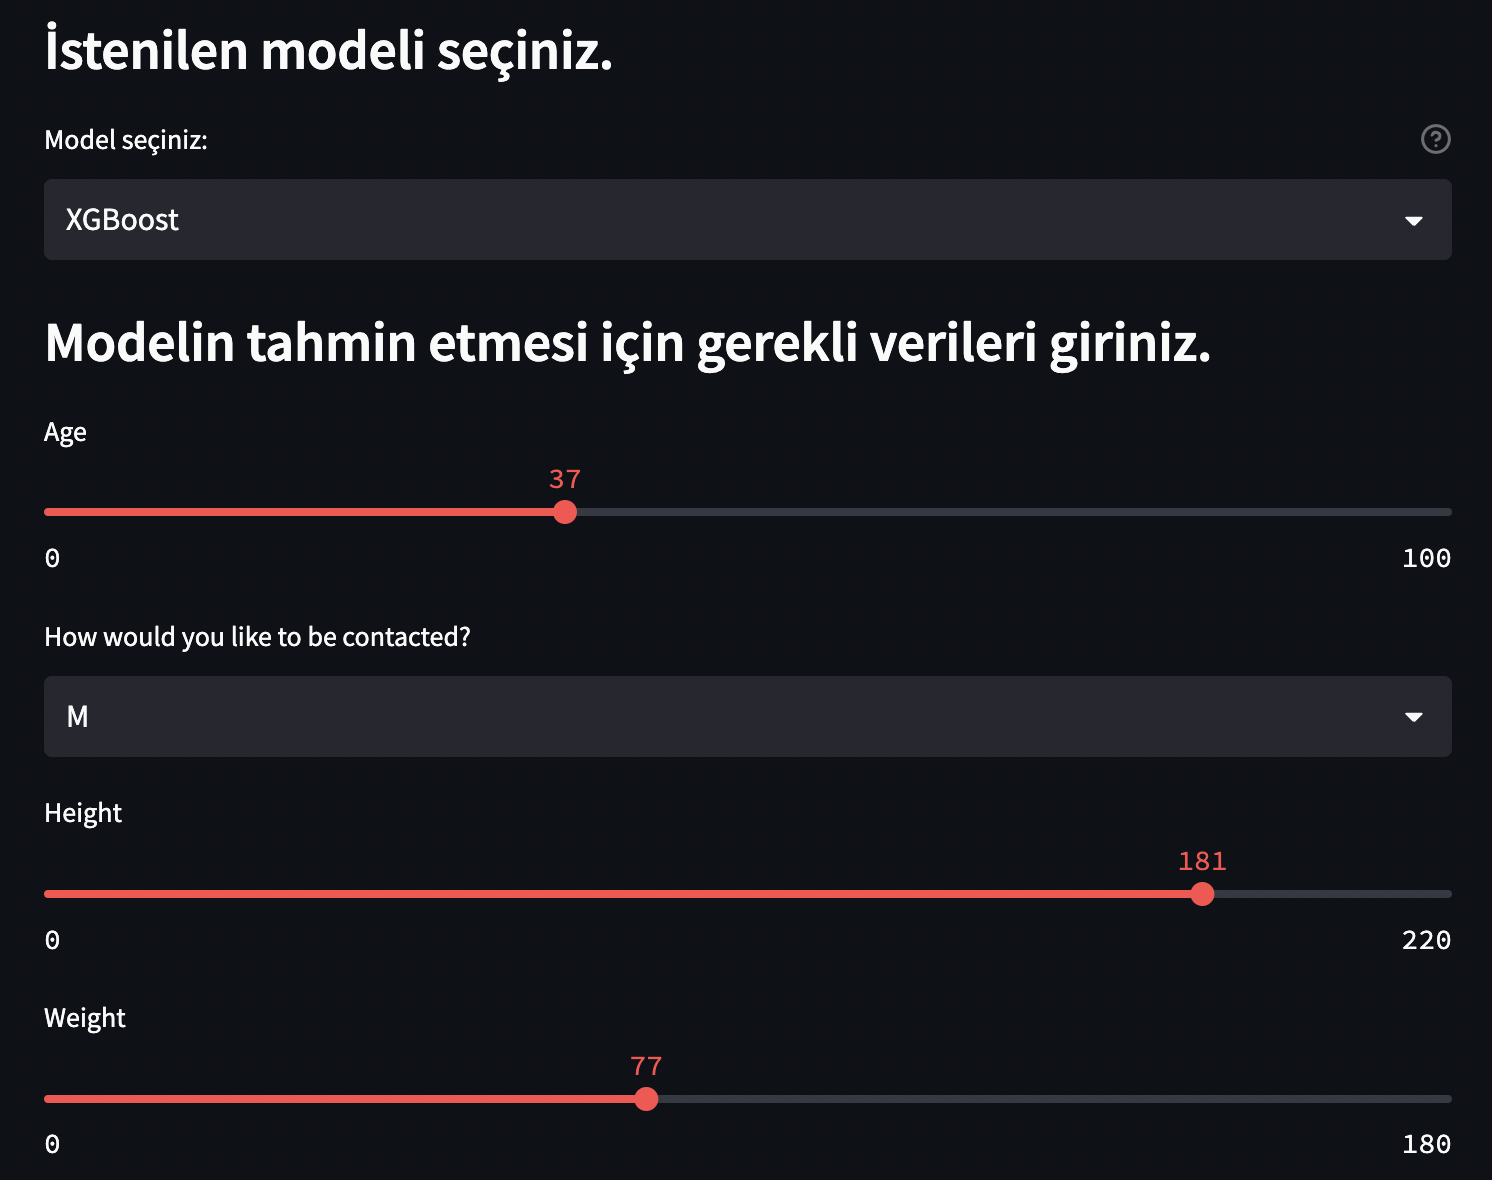 İstenilen modeli seçiniz.
Model seçiniz:
XGBoost
Modelin tahmin etmesi için gerekli verileri giriniz.
Age
37
0 100
How would you like to be contacted?
M
Height
181
0 220
Weight
77
0 180